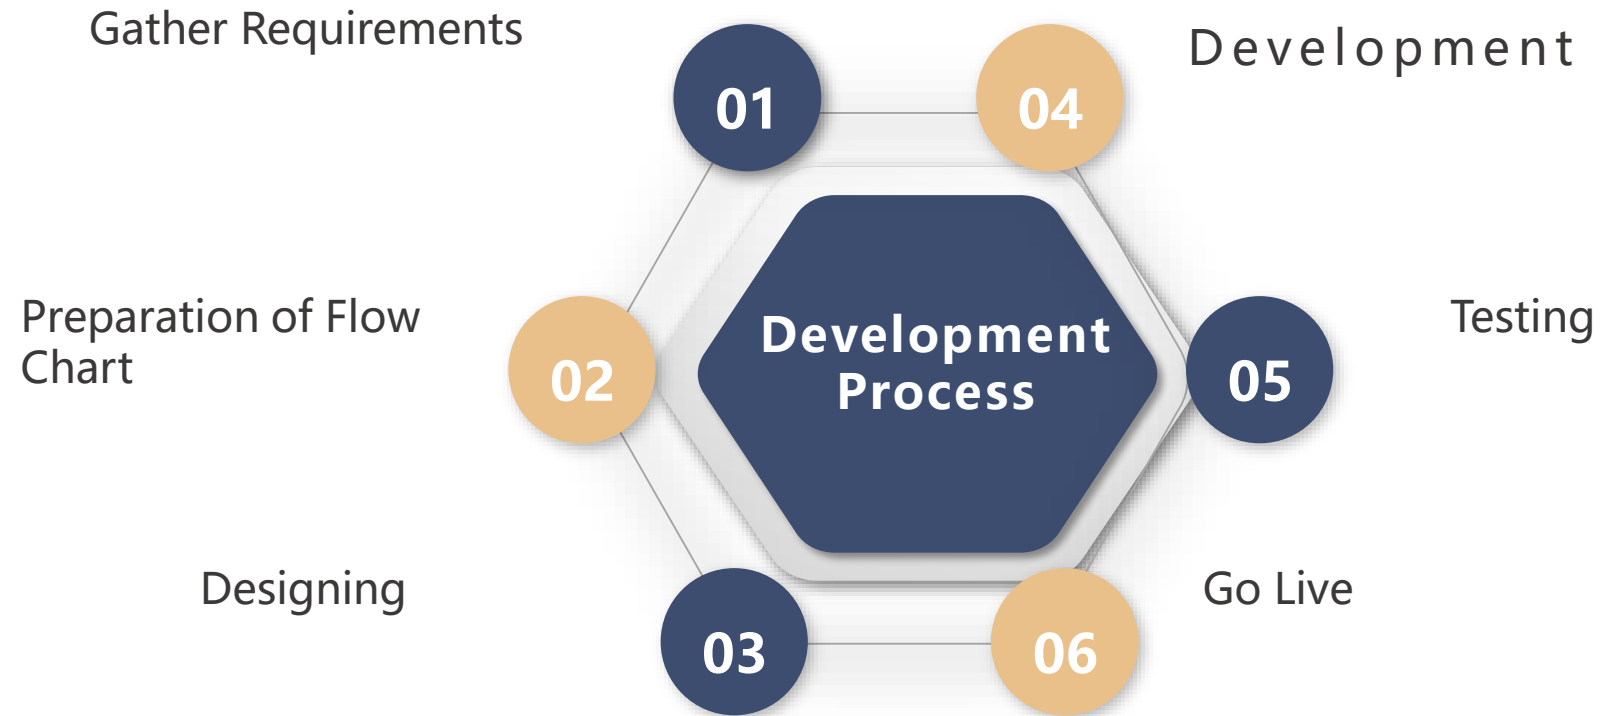 Gather Requirements
01
04
Development
Preparation of Flow
Chart
02
Development
Process
05
Testing
Designing
03
06
Go Live